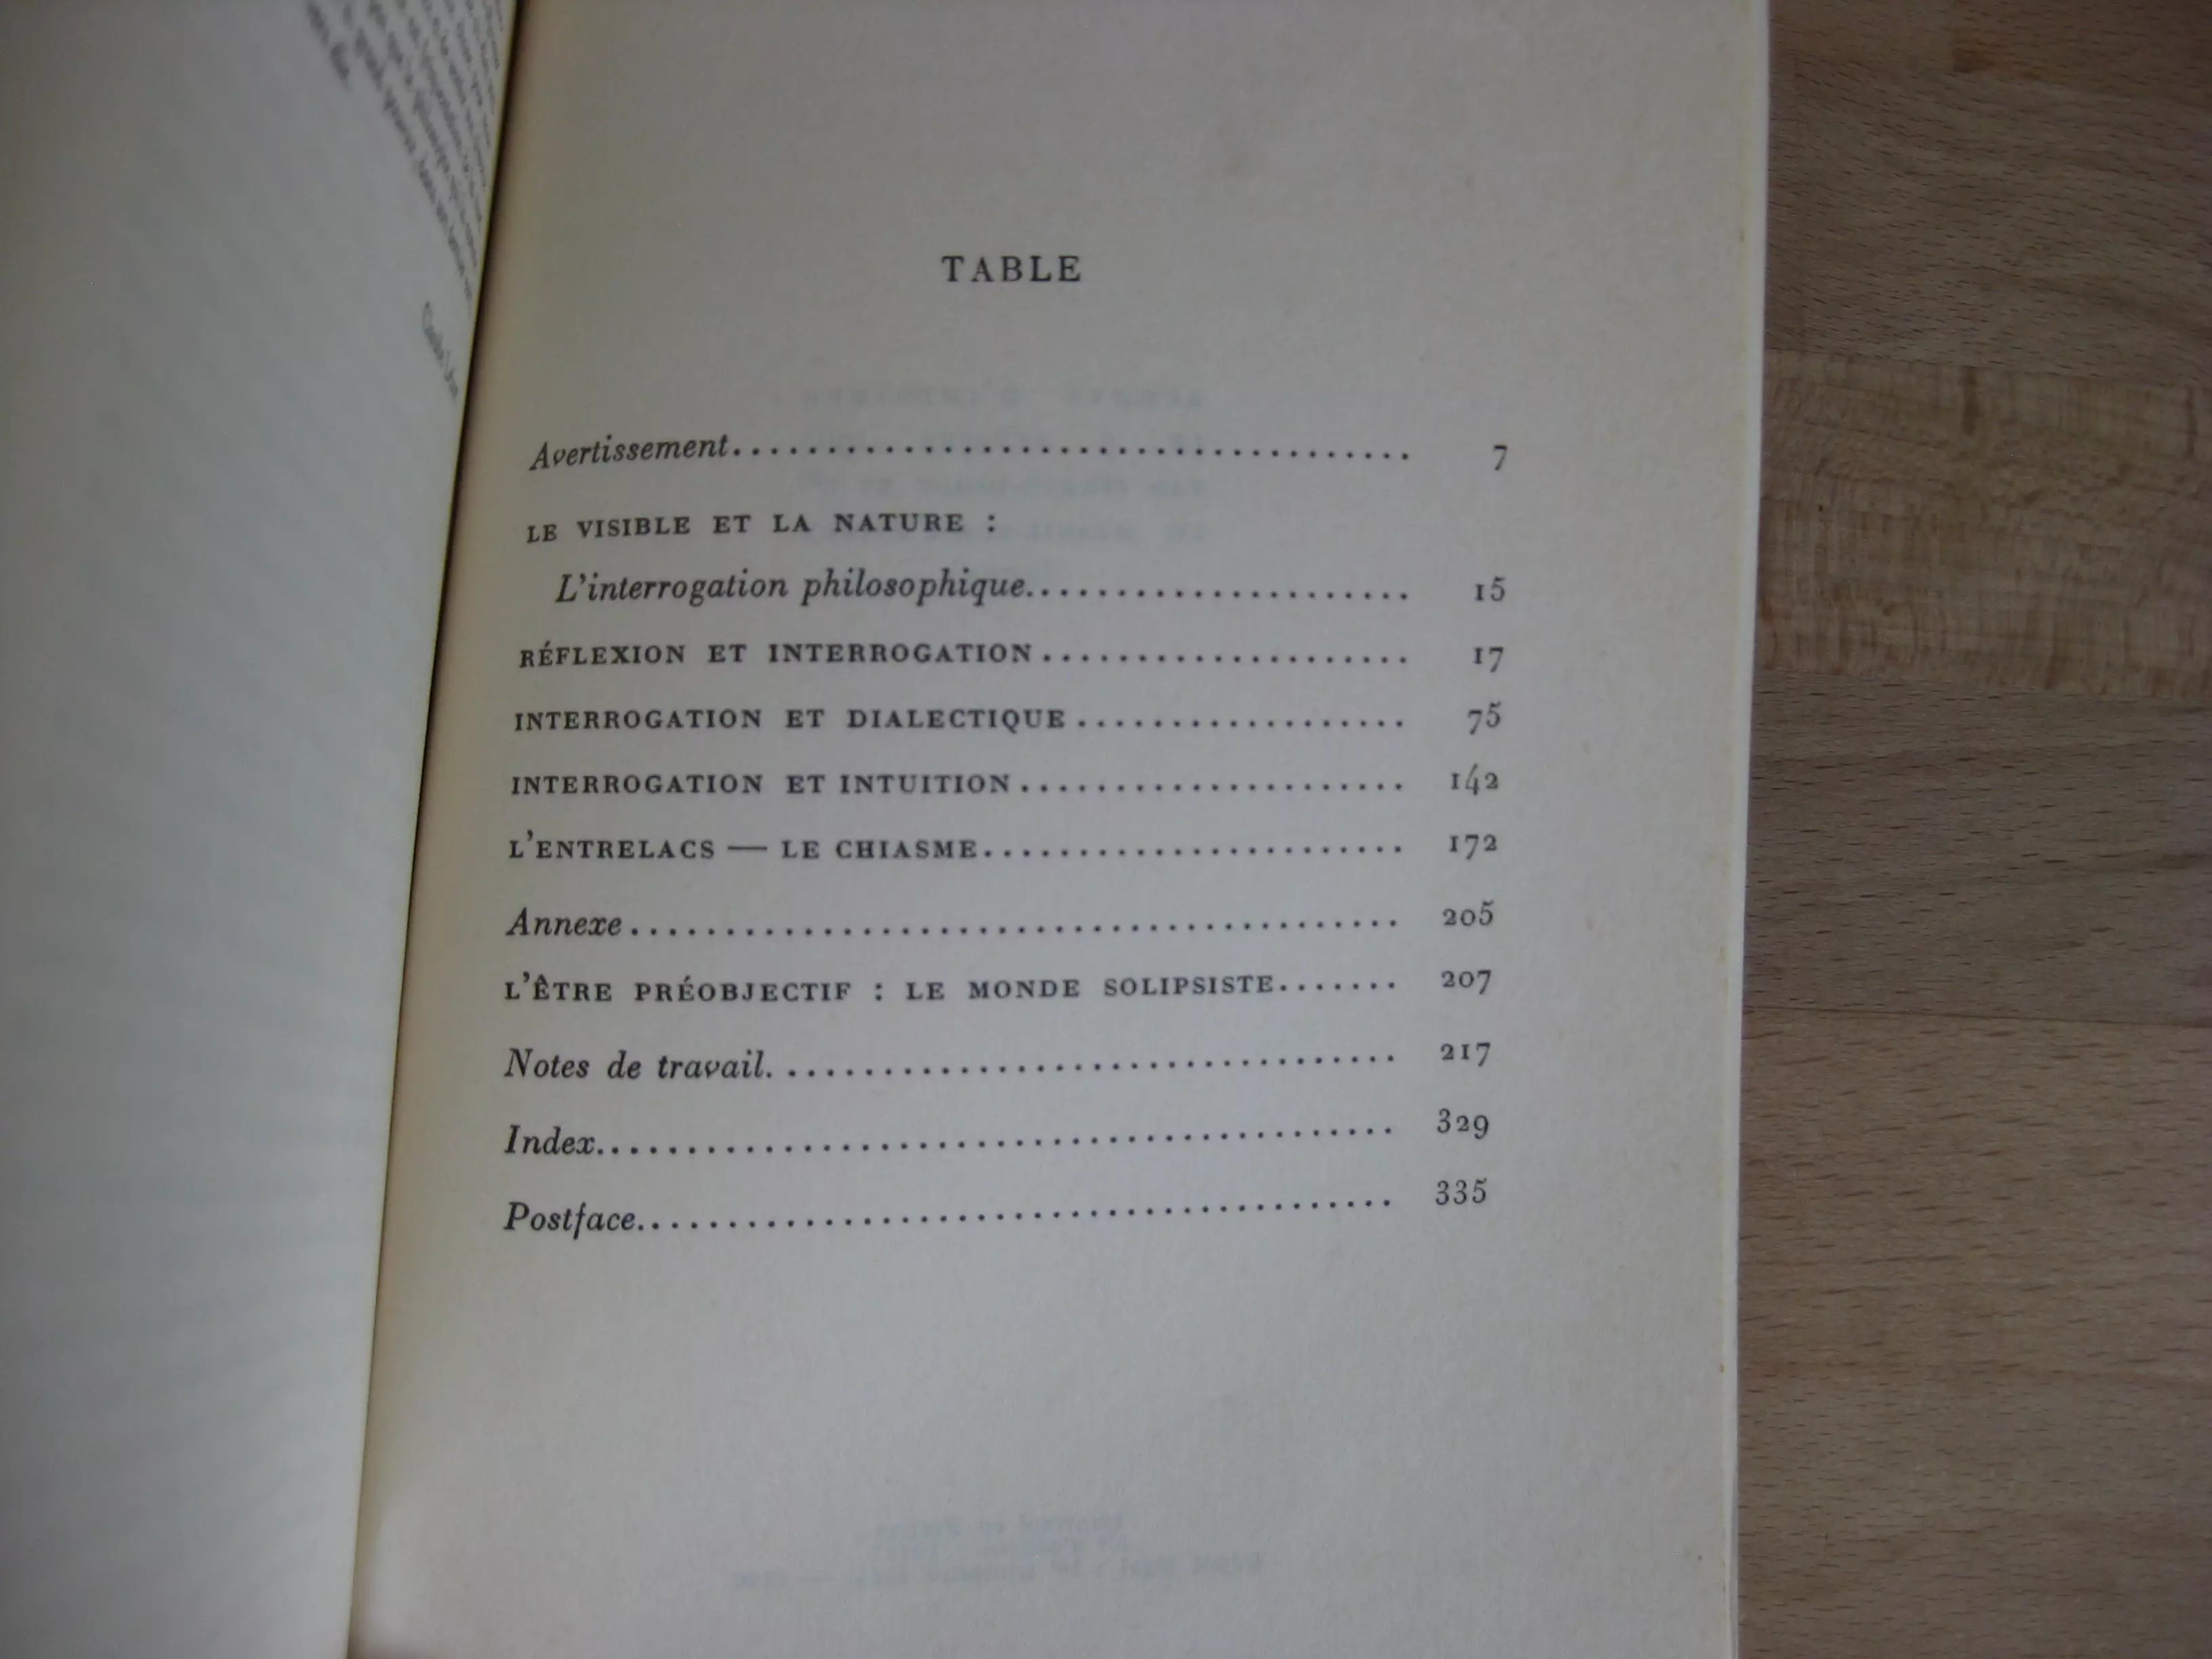 TABLE
Avertissement........................................ 7
LE VISIBLE ET LA NATURE :
L'interrogation philosophique...................... 15
RÉFLEXION ET INTERROGATION.................... 17
INTERROGATION ET DIALECTIQUE.................. 75
INTERROGATION ET INTUITION..................... 142
L'ENTRELACS — LE CHIASME....................... 172
Annexe.......................................... 205
L'ÊTRE PRÉOBJECTIF : LE MONDE SOLIPSISTE....... 207
Notes de travail.................................. 217
Index............................................ 329
Postface.......................................... 335